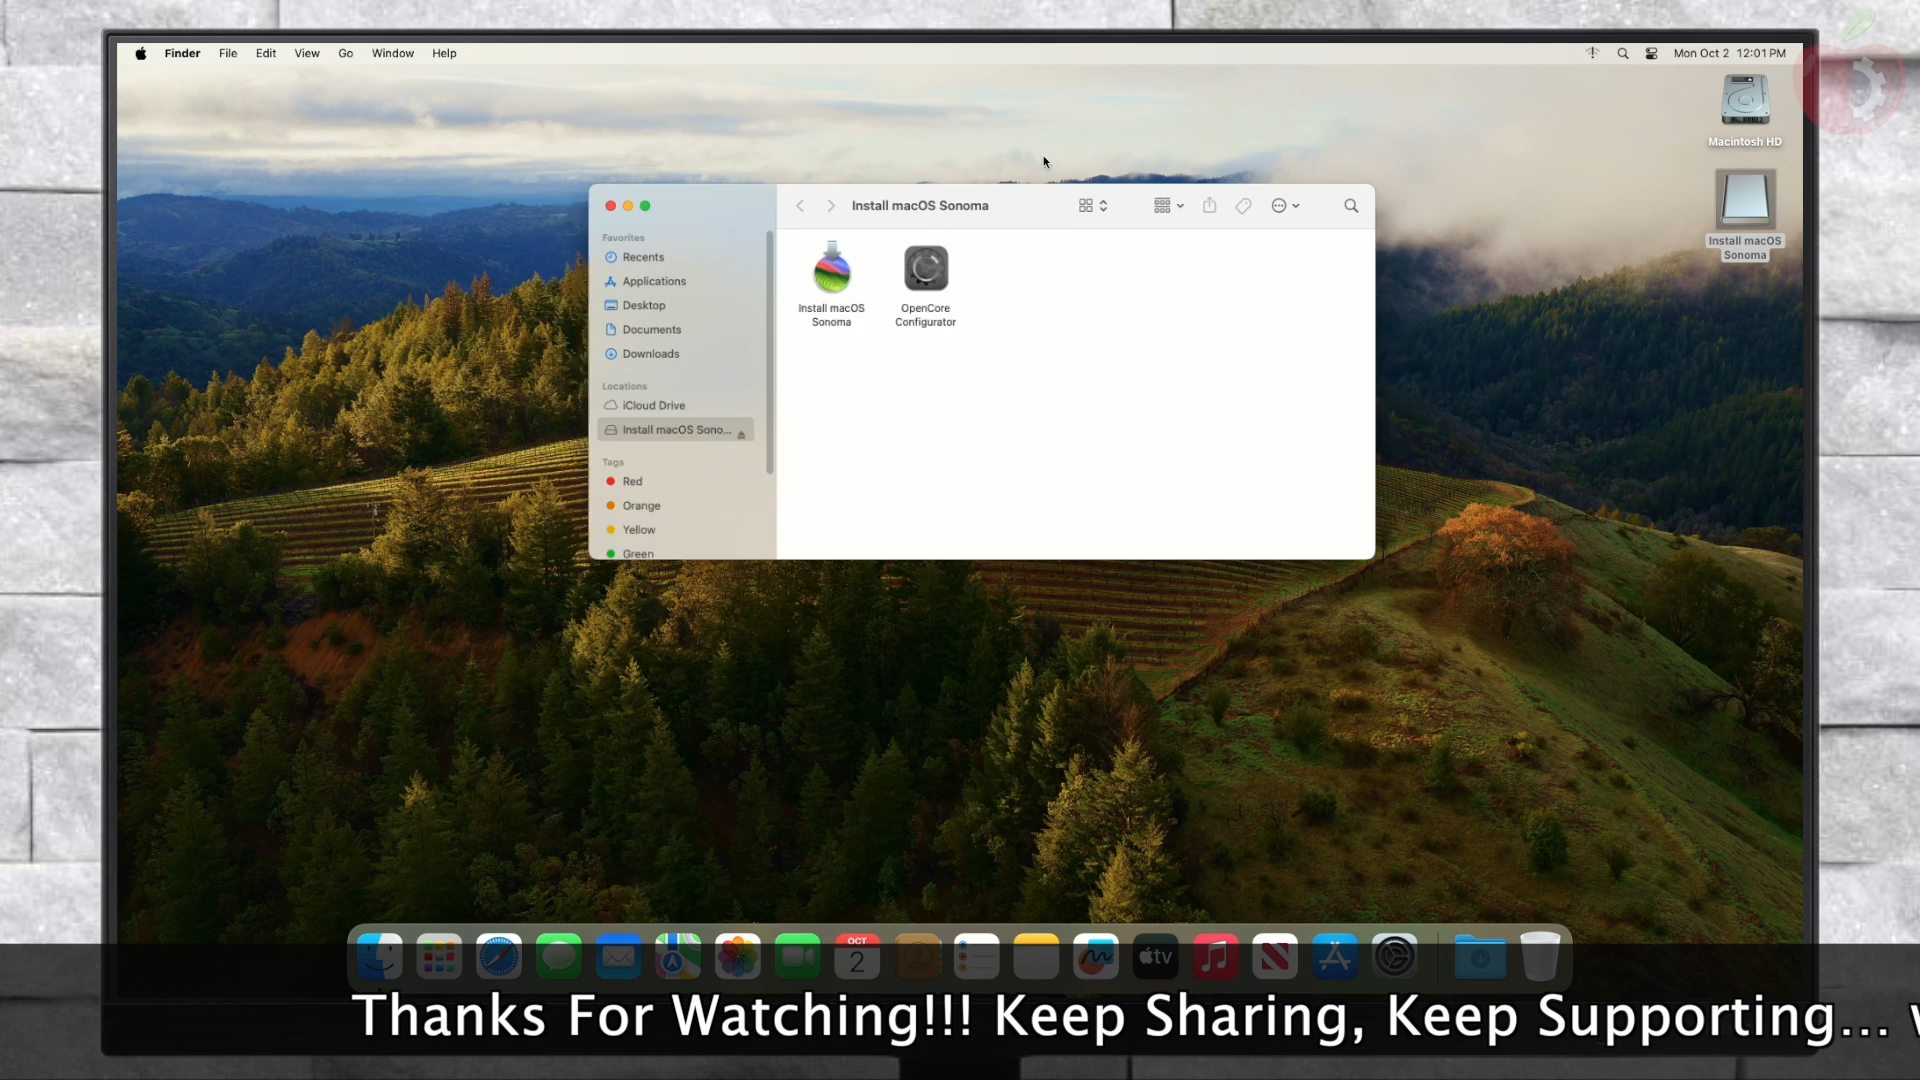 Finder File Edit View Go Window Help Mon Oct 2 12:01 PM
Macintosh HD
Install macOS
Sonoma
Install macOS Sonoma
Favorites
Recents
Applications
Desktop
Documents
Downloads
Locations
iCloud Drive
Install macOS Sono...
Tags
Red
Orange
Yellow
Green
Install macOS
Sonoma
OpenCore
Configurator
OCT
2
tv
Thanks For Watching!!! Keep Sharing, Keep Supporting...